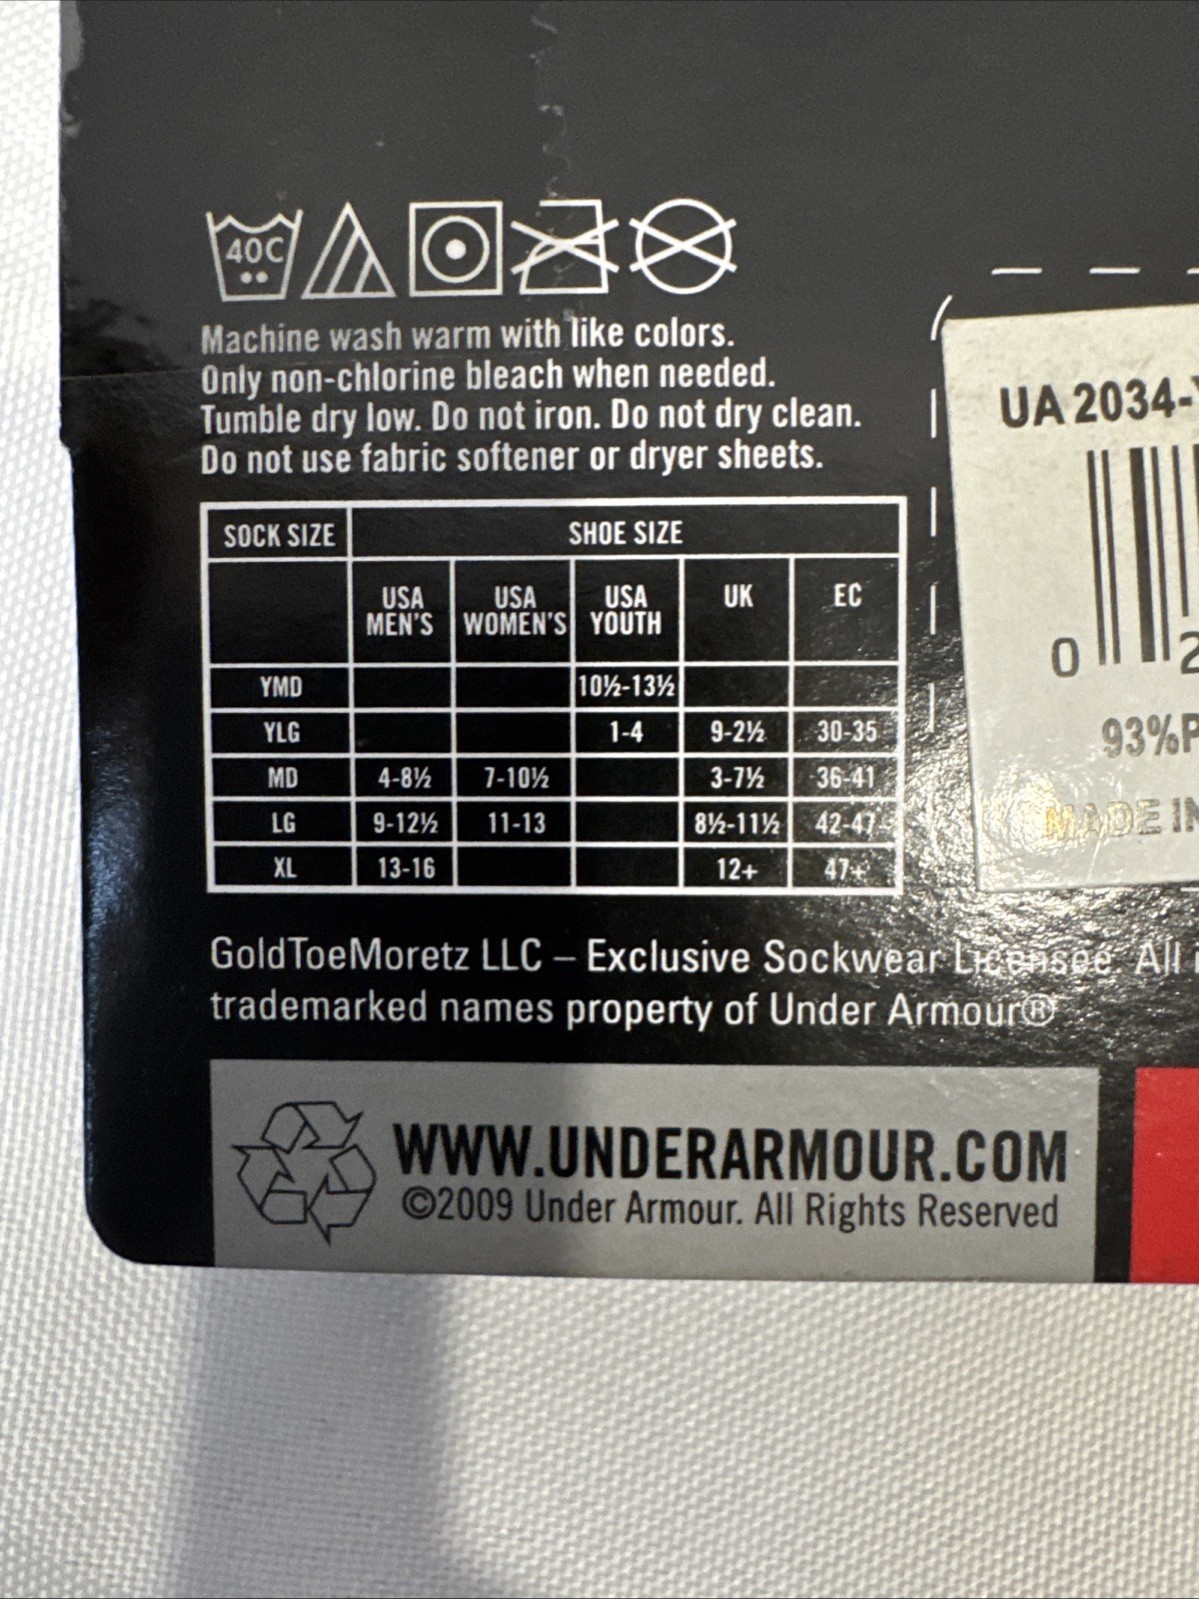 40C
Machine wash warm with like colors.
Only non-chlorine bleach when needed.
Tumble dry low. Do not iron. Do not dry clean.
Do not use fabric softener or dryer sheets.
SOCK SIZE SHOE SIZE
USA MEN'S USA WOMEN'S USA YOUTH UK EC
YMD 10½-13½
YLG 1-4 9-2½ 30-35
MD 4-8½ 7-10½ 3-7½ 36-41
LG 9-12½ 11-13 8½-11½ 42-47
XL 13-16 12+ 47+
GoldToeMoretz LLC – Exclusive Sockwear Licensee. All
trademarked names property of Under Armour®
WWW.UNDERARMOUR.COM
©2009 Under Armour. All Rights Reserved
UA 2034-
0 2
93%P
MADE IN